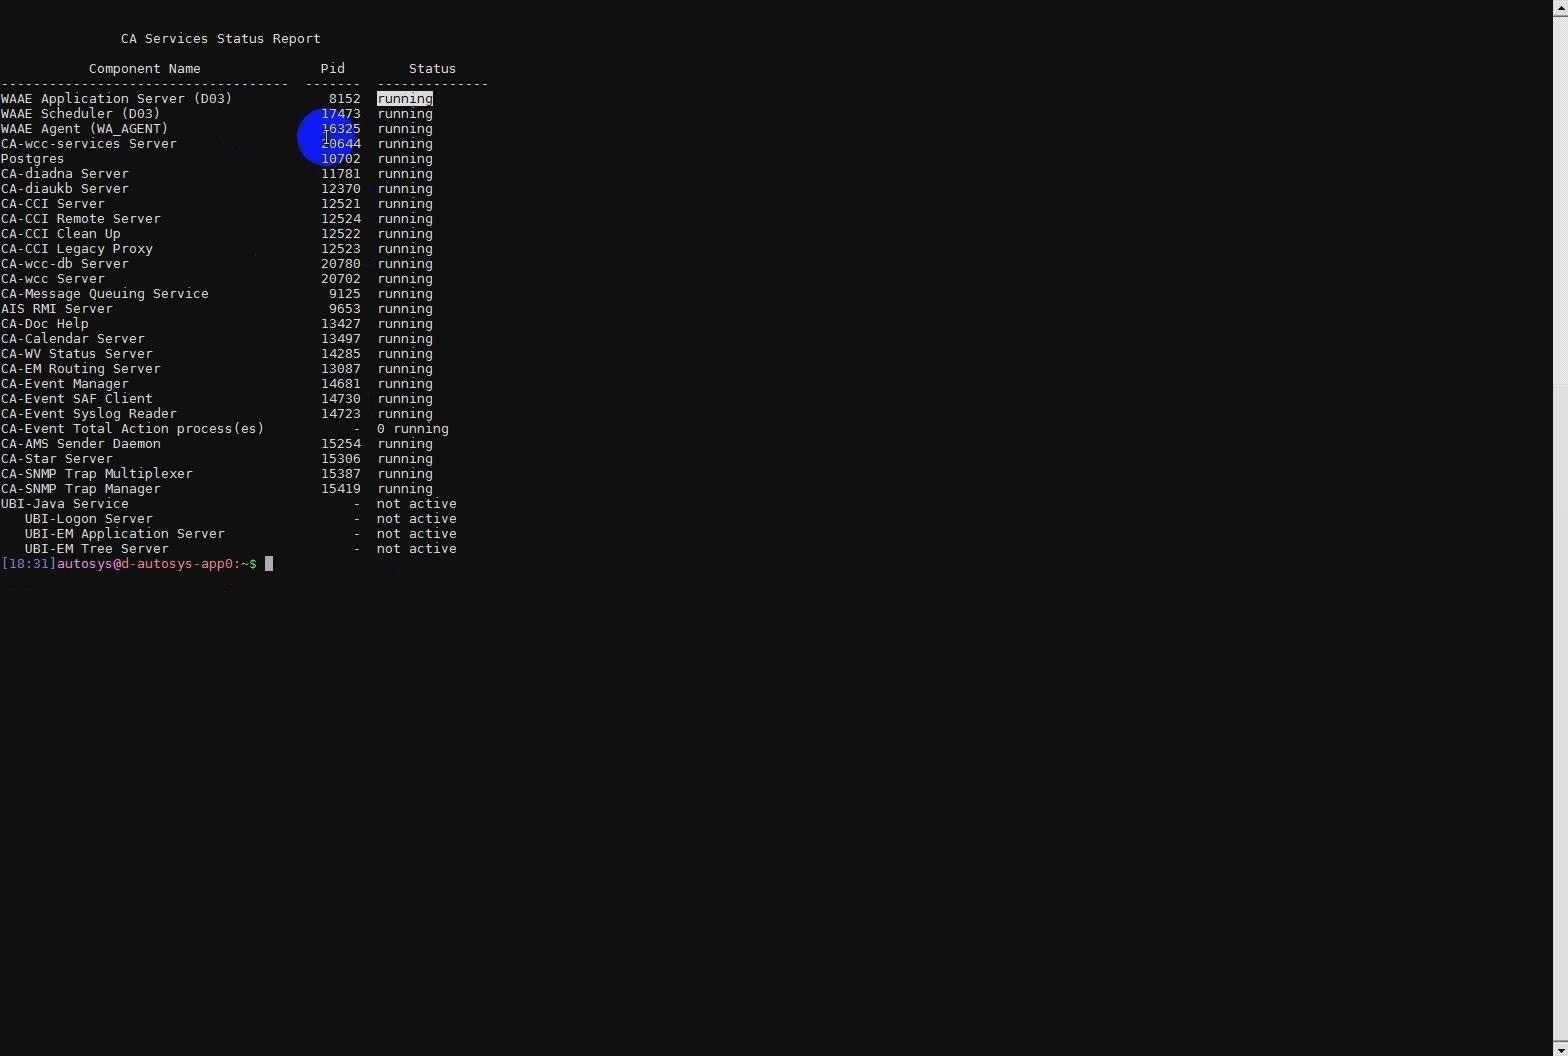 CA Services Status Report
Component Name Pid Status
------------------------------------ ------- --------------
WAAE Application Server (D03) 8152 running
WAAE Scheduler (D03) 17473 running
WAAE Agent (WA_AGENT) 16325 running
CA-wcc-services Server 20644 running
Postgres 10702 running
CA-diadna Server 11781 running
CA-diaukb Server 12370 running
CA-CCI Server 12521 running
CA-CCI Remote Server 12524 running
CA-CCI Clean Up 12522 running
CA-CCI Legacy Proxy 12523 running
CA-wcc-db Server 20780 running
CA-wcc Server 20702 running
CA-Message Queuing Service 9125 running
AIS RMI Server 9653 running
CA-Doc Help 13427 running
CA-Calendar Server 13497 running
CA-WV Status Server 14285 running
CA-EM Routing Server 13087 running
CA-Event Manager 14681 running
CA-Event SAF Client 14730 running
CA-Event Syslog Reader 14723 running
CA-Event Total Action process(es) - 0 running
CA-AMS Sender Daemon 15254 running
CA-Star Server 15306 running
CA-SNMP Trap Multiplexer 15387 running
CA-SNMP Trap Manager 15419 running
UBI-Java Service - not active
UBI-Logon Server - not active
UBI-EM Application Server - not active
UBI-EM Tree Server - not active
[18:31]autosys@d-autosys-app0:~$